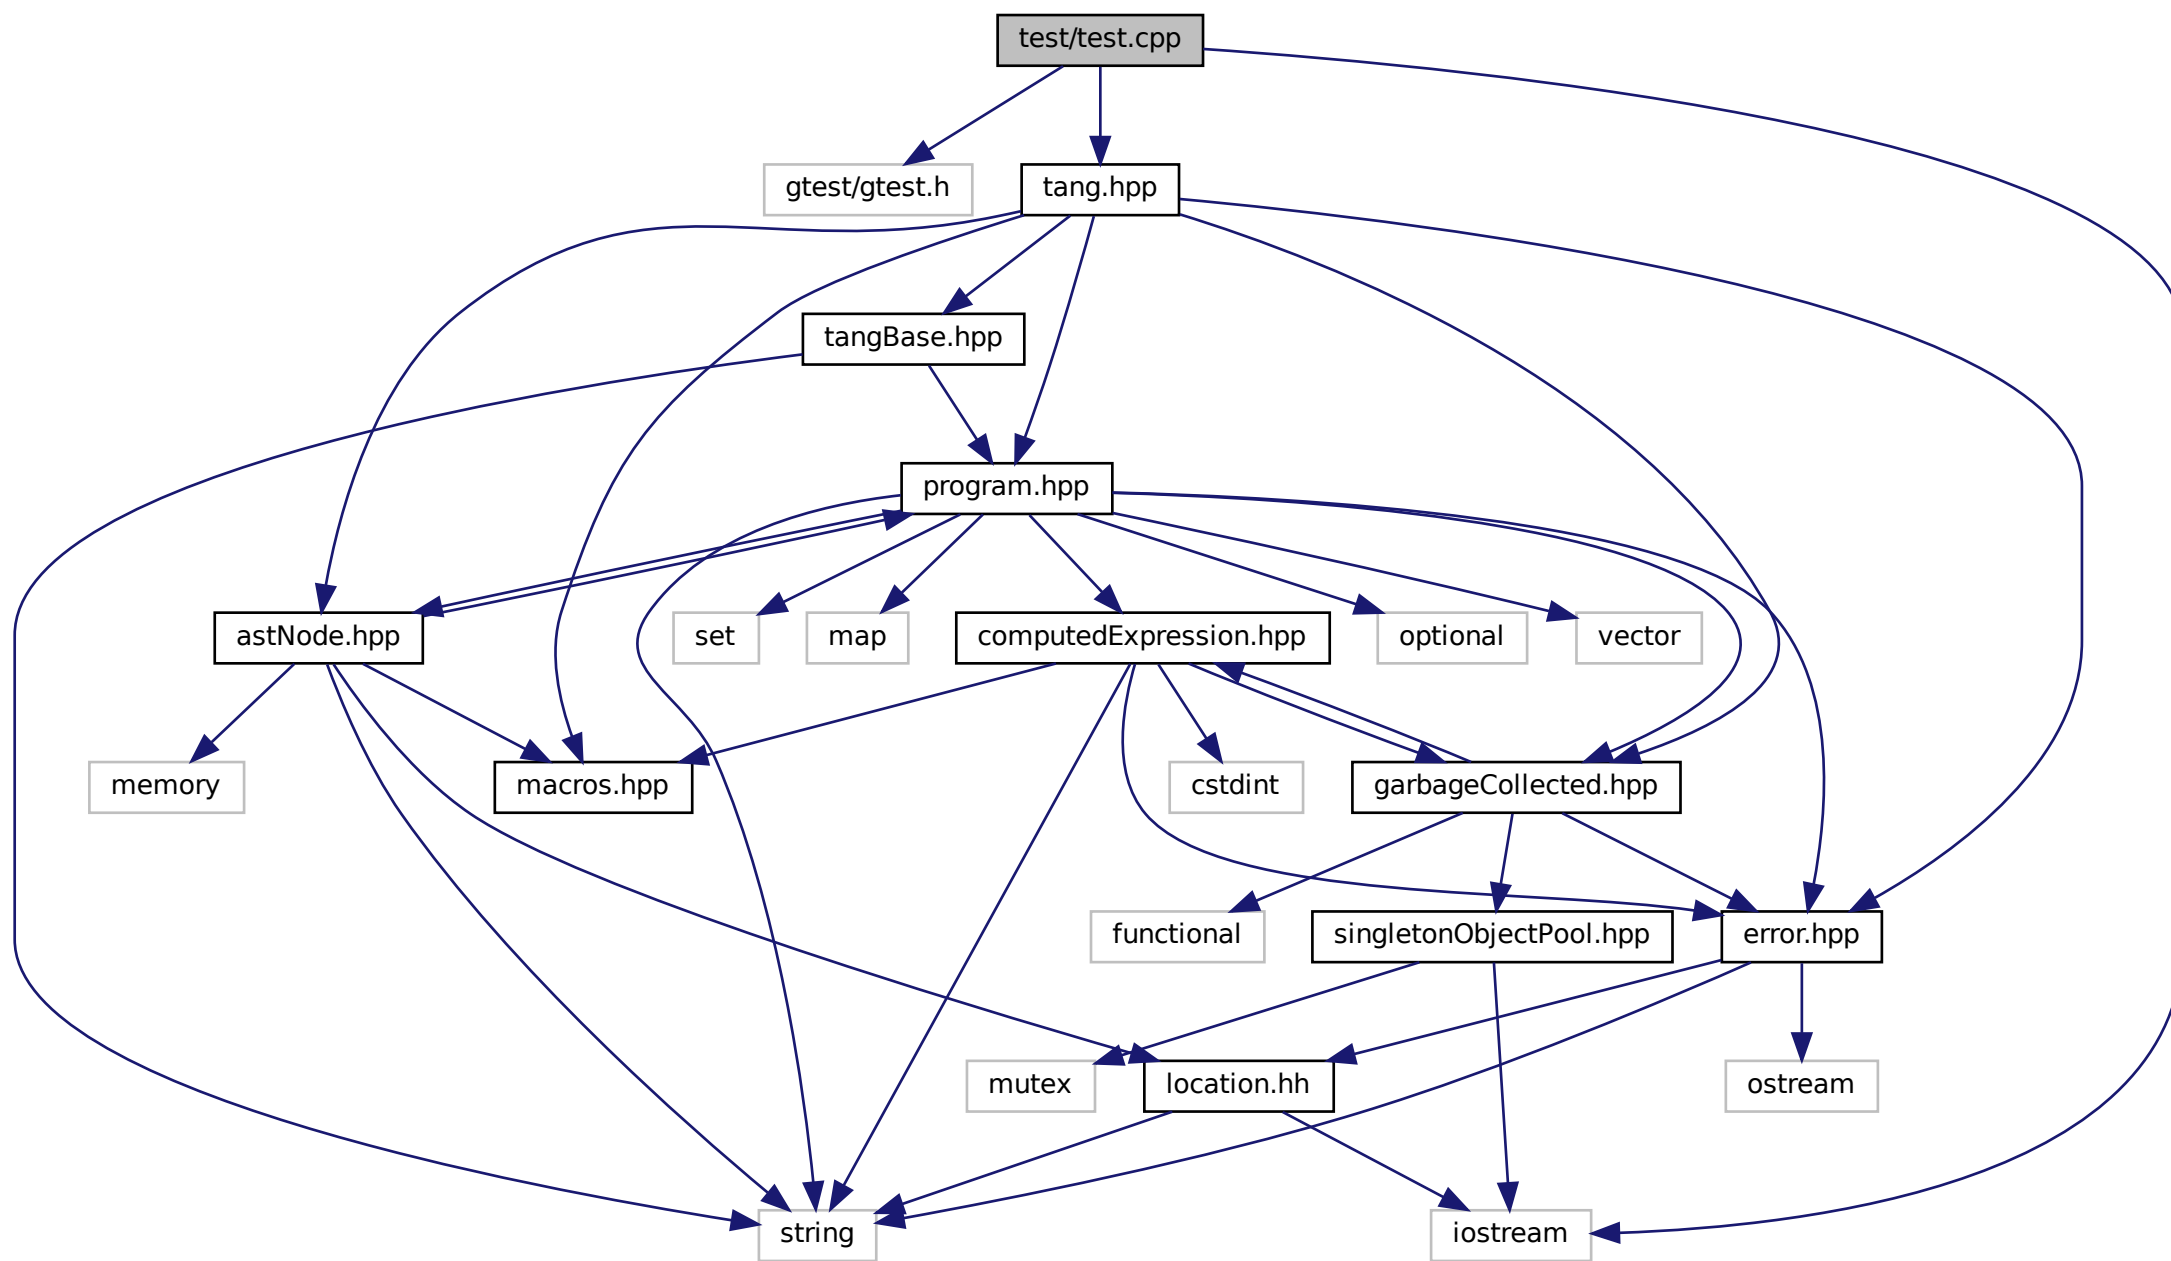 test/test.cpp
gtest/gtest.h
tang.hpp
tangBase.hpp
program.hpp
astNode.hpp
set
map
computedExpression.hpp
optional
vector
memory
macros.hpp
cstdint
garbageCollected.hpp
functional
singletonObjectPool.hpp
error.hpp
mutex
location.hh
ostream
string
iostream